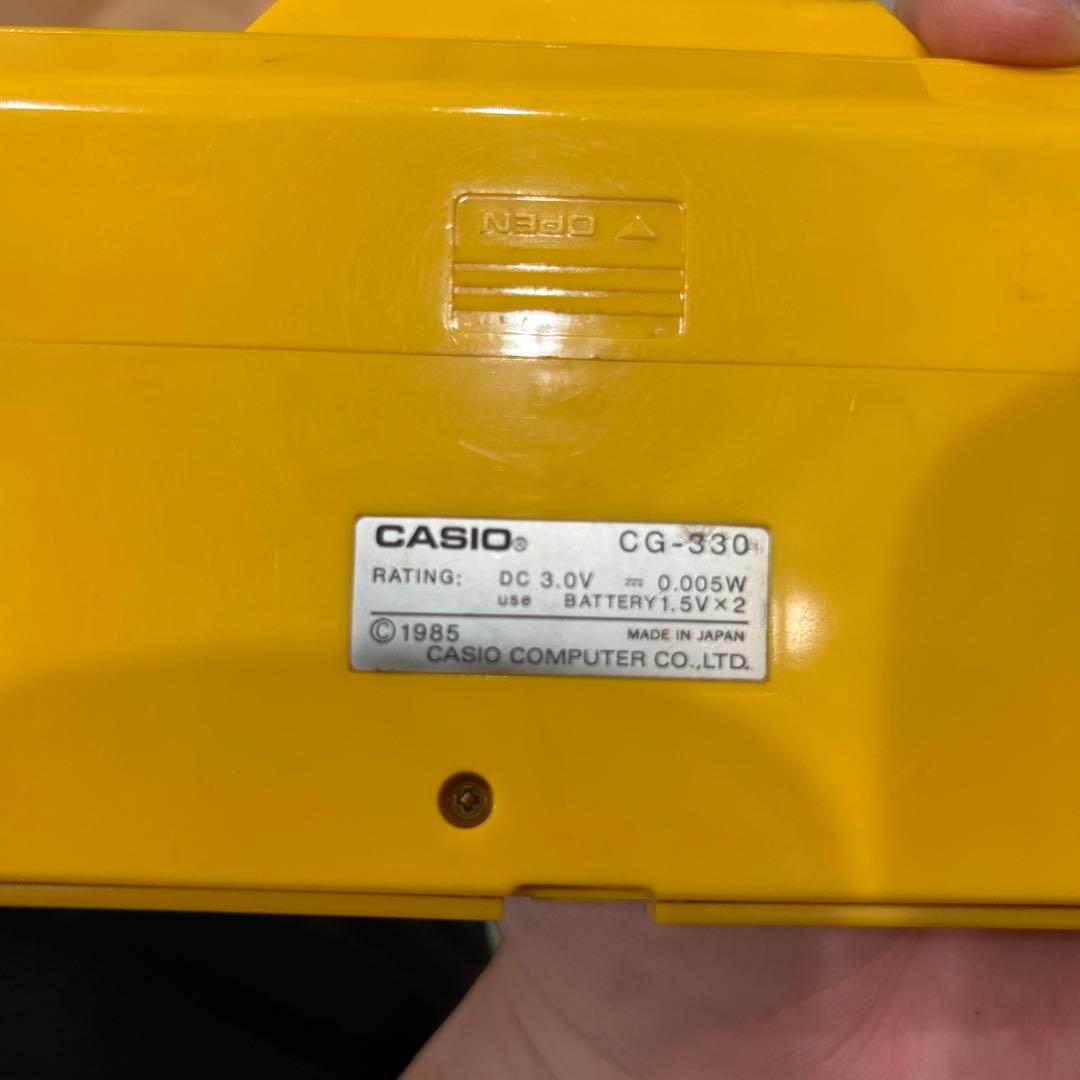 OPEN
CASIO® CG-330
RATING: DC 3.0V ⎓ 0.005W
use BATTERY 1.5V×2
©1985 MADE IN JAPAN
CASIO COMPUTER CO.,LTD.